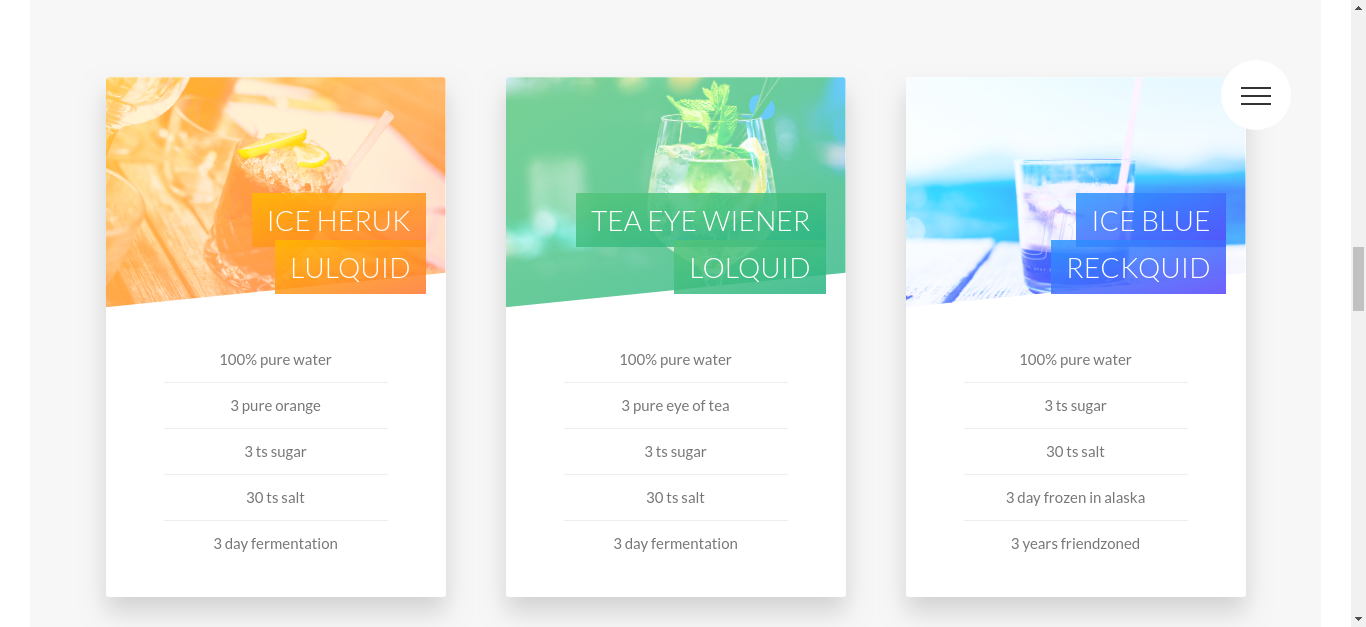 ICE HERUK
LULQUID
100% pure water
3 pure orange
3 ts sugar
30 ts salt
3 day fermentation
TEA EYE WIENER
LOLQUID
100% pure water
3 pure eye of tea
3 ts sugar
30 ts salt
3 day fermentation
ICE BLUE
RECKQUID
100% pure water
3 ts sugar
30 ts salt
3 day frozen in alaska
3 years friendzoned